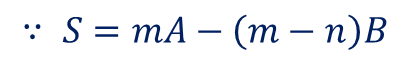 ∵ S = mA − (m − n)B